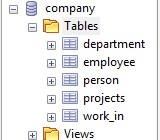 company
Tables
department
employee
person
projects
work_in
Views